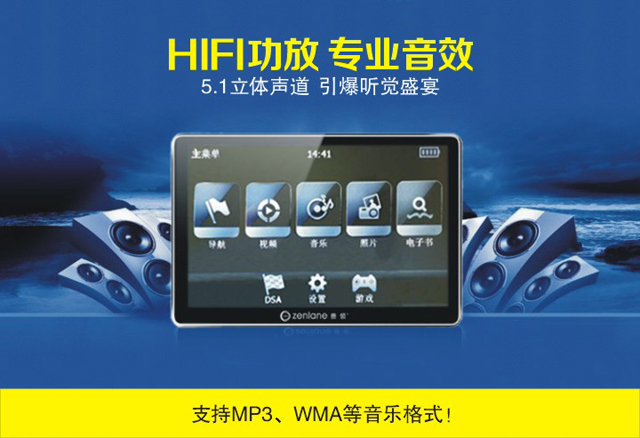 HIFI功放 专业音效
5.1立体声道 引爆听觉盛宴
主菜单 14:41
导航 视频 音乐 照片 电子书
DSA 设置 游戏
zenlane
支持MP3、WMA等音乐格式!